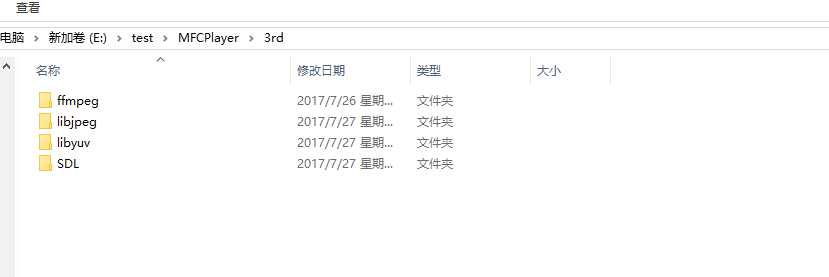 查看
电脑 > 新加卷 (E:) > test > MFCPlayer > 3rd
名称 修改日期 类型 大小
ffmpeg 2017/7/26 星期... 文件夹
libjpeg 2017/7/27 星期... 文件夹
libyuv 2017/7/27 星期... 文件夹
SDL 2017/7/27 星期... 文件夹